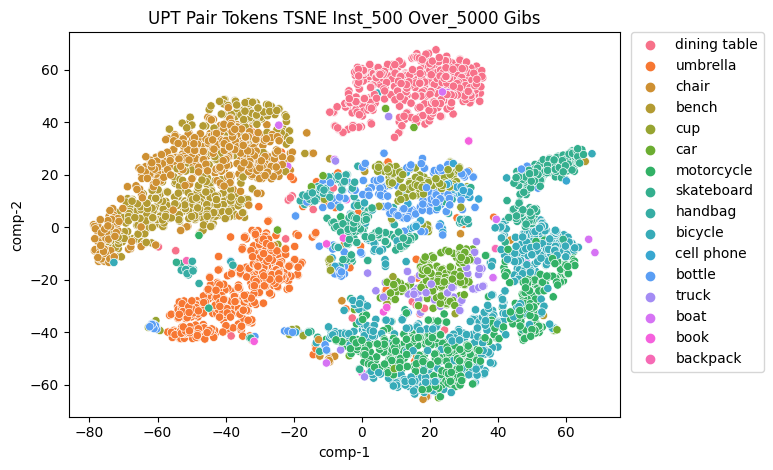 UPT Pair Tokens TSNE Inst_500 Over_5000 Gibs
comp-2
60
40
20
0
−20
−40
−60
−80
−60
−40
−20
0
20
40
60
comp-1
dining table
umbrella
chair
bench
cup
car
motorcycle
skateboard
handbag
bicycle
cell phone
bottle
truck
boat
book
backpack